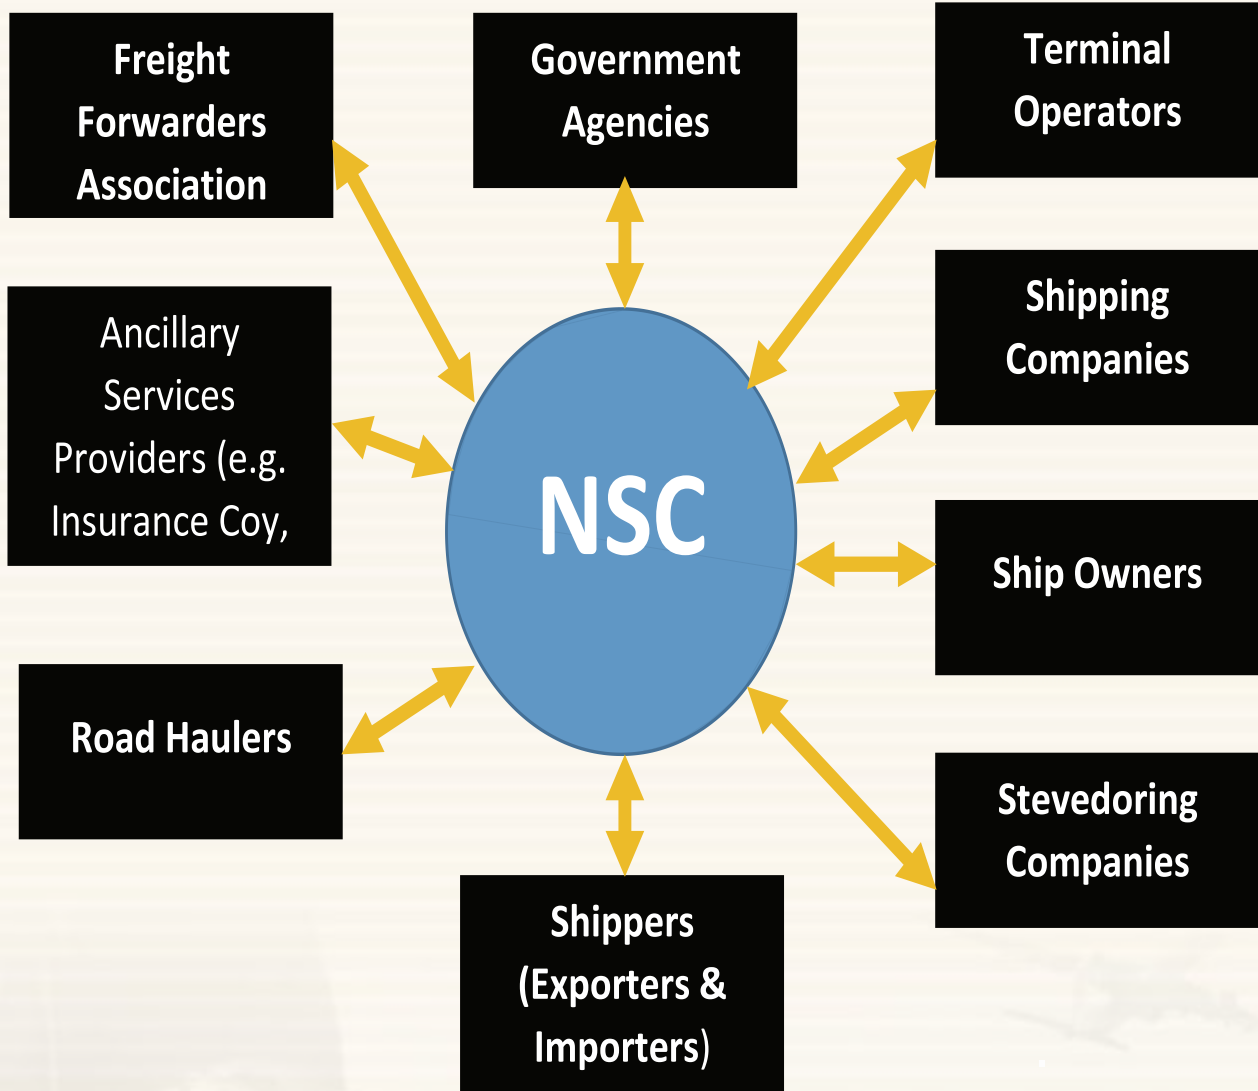 Freight
Forwarders
Association
Government
Agencies
Terminal
Operators
Ancillary
Services
Providers (e.g.
Insurance Coy,
Shipping
Companies
NSC
Ship Owners
Road Haulers
Stevedoring
Companies
Shippers
(Exporters &
Importers)